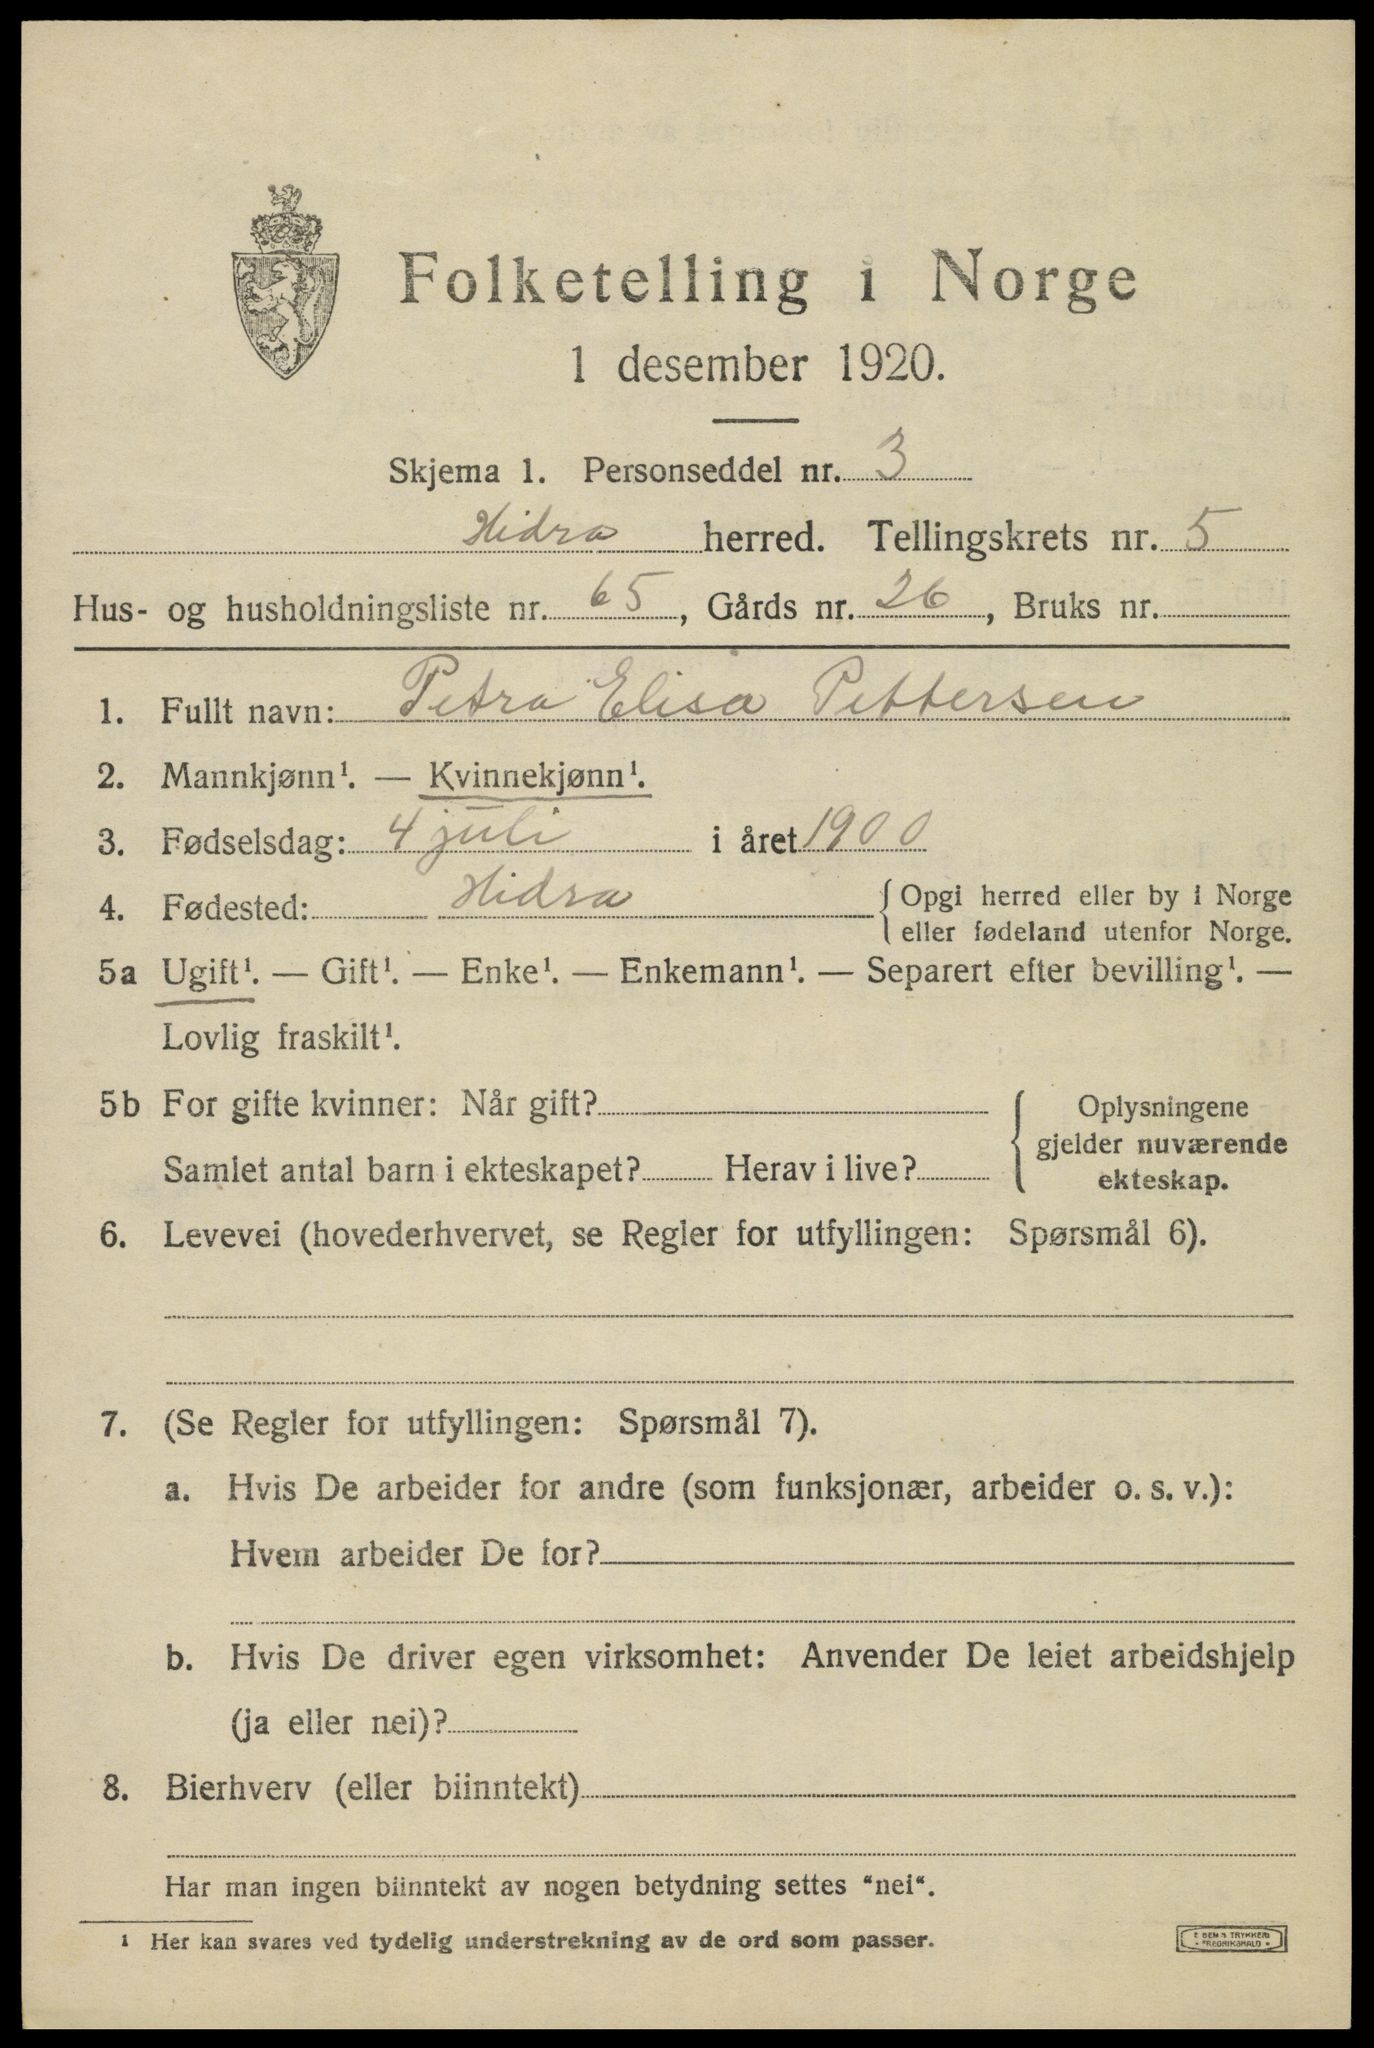 Folketelling i Norge
1 desember 1920.
Skjema 1. Personseddel nr. 3
Hidra herred. Tellingskrets nr. 5
Hus- og husholdningsliste nr. 65, Gårds nr. 26, Bruks nr.
1. Fullt navn: Petra Elisa Pettersen
2. Mannkjønn¹. — Kvinnekjønn¹.
3. Fødselsdag: 4 juli i året 1900
4. Fødested: Hidra { Opgi herred eller by i Norge
eller fødeland utenfor Norge.
5a Ugift¹. — Gift¹. — Enke¹. — Enkemann¹. — Separert efter bevilling¹. —
Lovlig fraskilt¹.
5b For gifte kvinner: Når gift? { Oplysningene
gjelder nuværende
Samlet antal barn i ekteskapet? Herav i live?
ekteskap.
6. Levevei (hovederhvervet, se Regler for utfyllingen: Spørsmål 6).
7. (Se Regler for utfyllingen: Spørsmål 7).
a. Hvis De arbeider for andre (som funksjonær, arbeider o. s. v.):
Hvem arbeider De for?
b. Hvis De driver egen virksomhet: Anvender De leiet arbeidshjelp
(ja eller nei)?
8. Bierhverv (eller biinntekt)
Har man ingen biinntekt av nogen betydning settes "nei".
¹ Her kan svares ved tydelig understrekning av de ord som passer.
TRYKKERI
FREDRIKSHALD